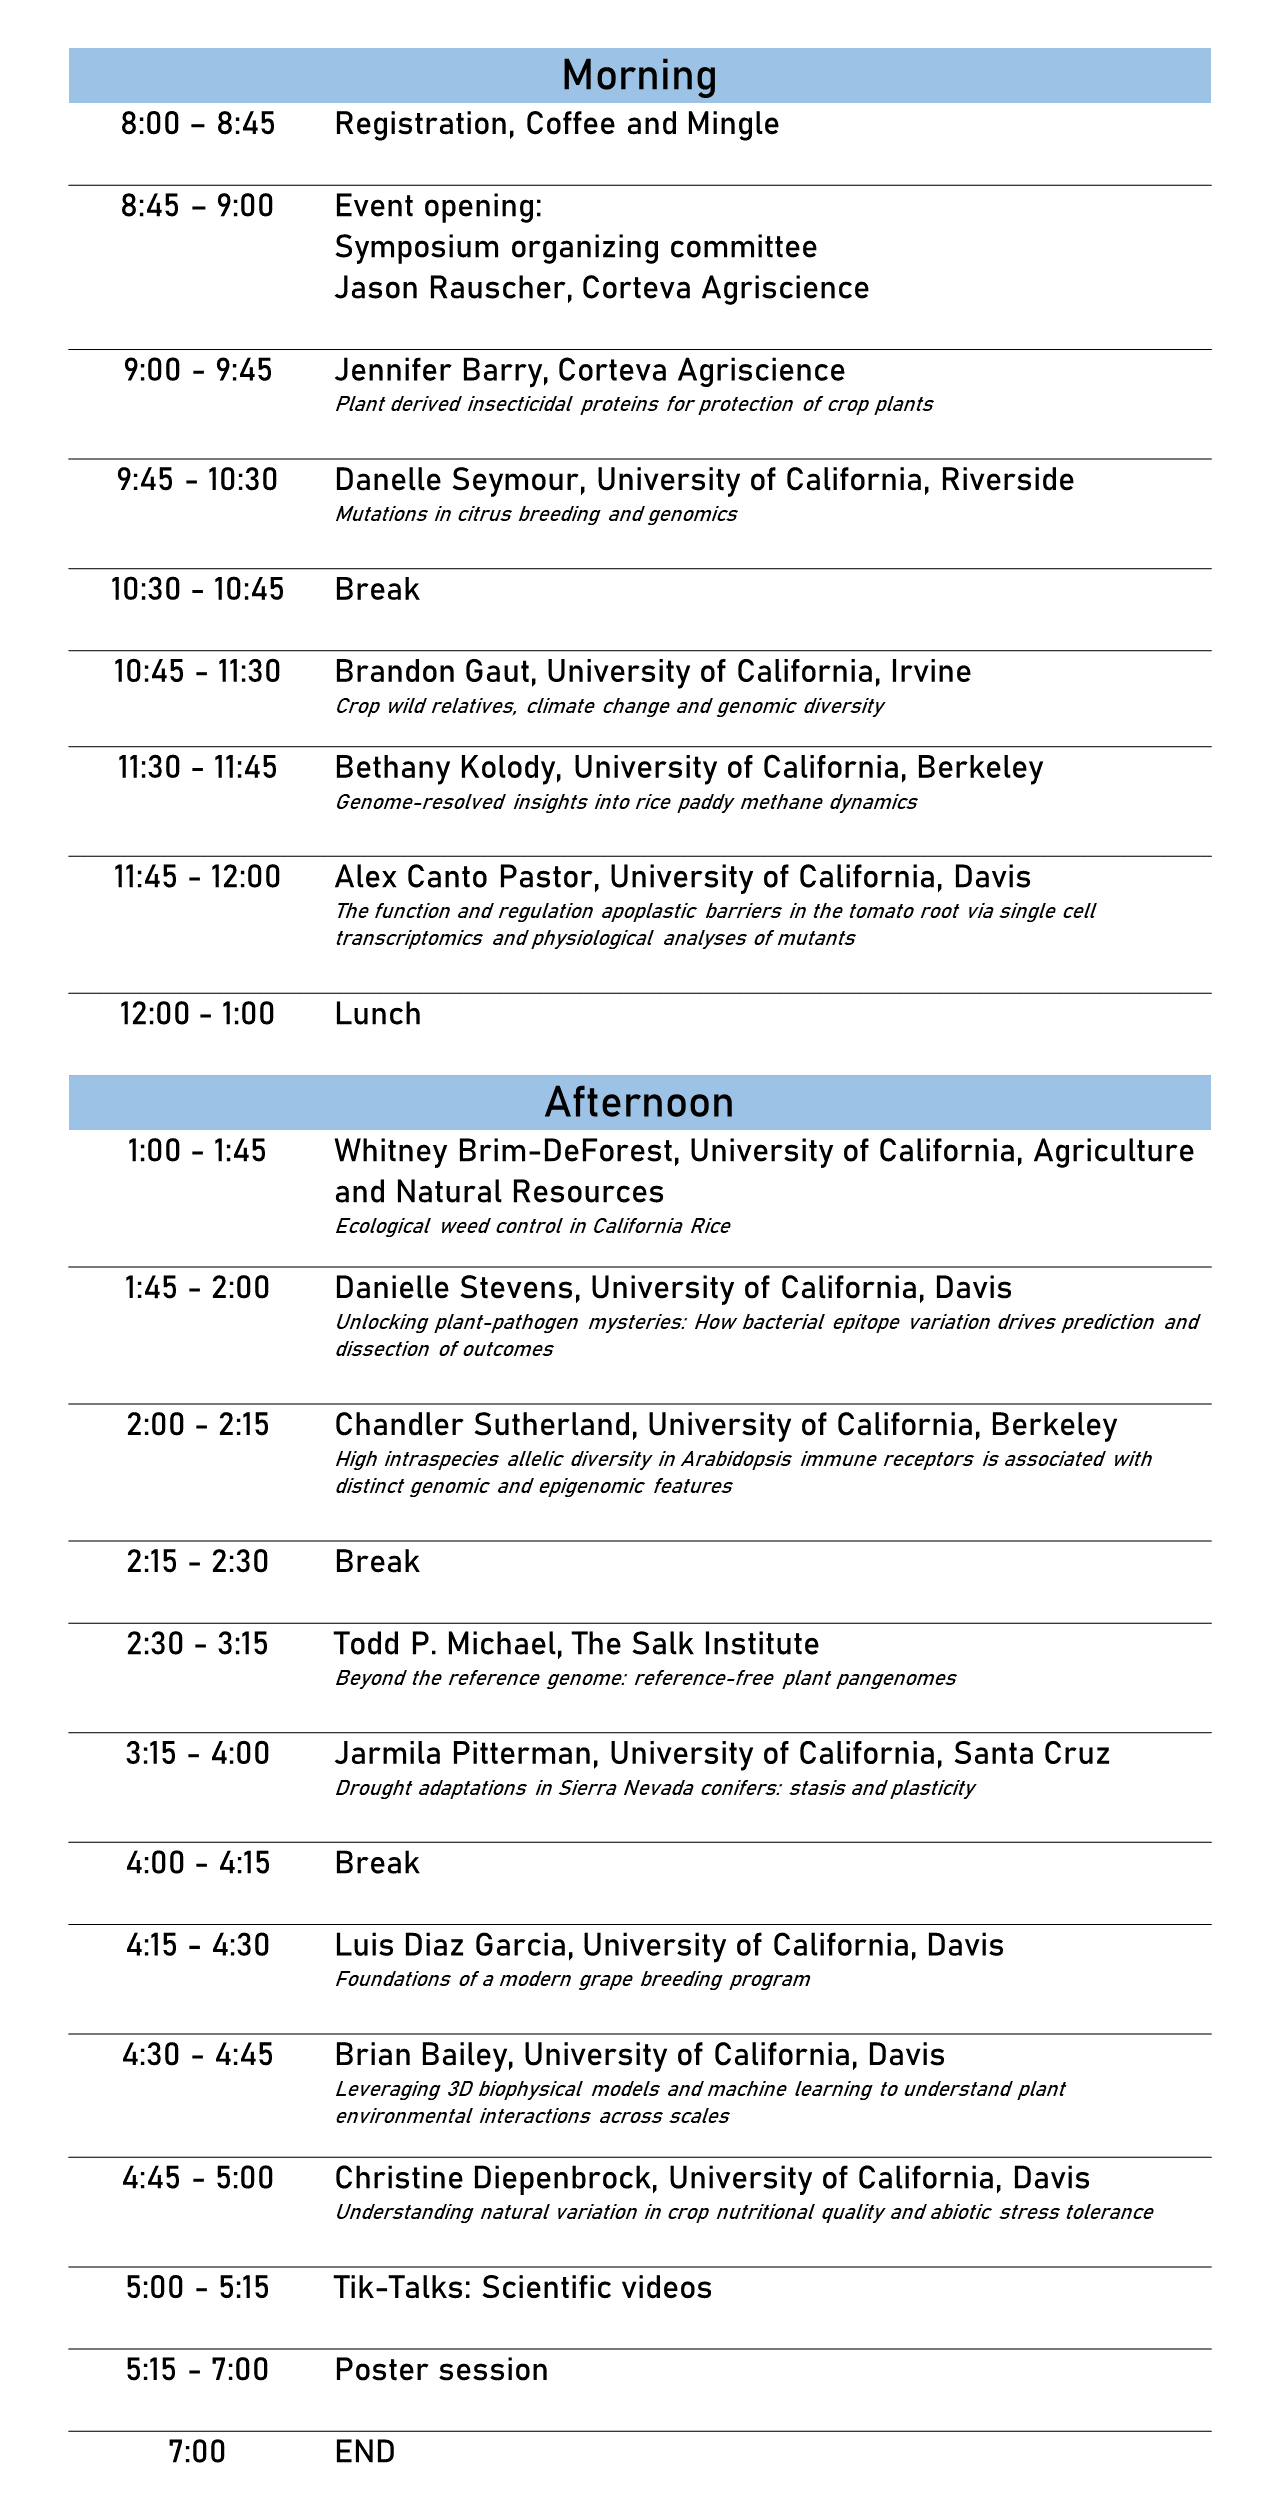 Morning
8:00 – 8:45 Registration, Coffee and Mingle
8:45 – 9:00 Event opening:
Symposium organizing committee
Jason Rauscher, Corteva Agriscience
9:00 - 9:45 Jennifer Barry, Corteva Agriscience
Plant derived insecticidal proteins for protection of crop plants
9:45 - 10:30 Danelle Seymour, University of California, Riverside
Mutations in citrus breeding and genomics
10:30 - 10:45 Break
10:45 - 11:30 Brandon Gaut, University of California, Irvine
Crop wild relatives, climate change and genomic diversity
11:30 - 11:45 Bethany Kolody, University of California, Berkeley
Genome-resolved insights into rice paddy methane dynamics
11:45 - 12:00 Alex Canto Pastor, University of California, Davis
The function and regulation apoplastic barriers in the tomato root via single cell
transcriptomics and physiological analyses of mutants
12:00 - 1:00 Lunch
Afternoon
1:00 - 1:45 Whitney Brim-DeForest, University of California, Agriculture
and Natural Resources
Ecological weed control in California Rice
1:45 - 2:00 Danielle Stevens, University of California, Davis
Unlocking plant-pathogen mysteries: How bacterial epitope variation drives prediction and
dissection of outcomes
2:00 - 2:15 Chandler Sutherland, University of California, Berkeley
High intraspecies allelic diversity in Arabidopsis immune receptors is associated with
distinct genomic and epigenomic features
2:15 - 2:30 Break
2:30 - 3:15 Todd P. Michael, The Salk Institute
Beyond the reference genome: reference-free plant pangenomes
3:15 - 4:00 Jarmila Pitterman, University of California, Santa Cruz
Drought adaptations in Sierra Nevada conifers: stasis and plasticity
4:00 - 4:15 Break
4:15 - 4:30 Luis Diaz Garcia, University of California, Davis
Foundations of a modern grape breeding program
4:30 - 4:45 Brian Bailey, University of California, Davis
Leveraging 3D biophysical models and machine learning to understand plant
environmental interactions across scales
4:45 - 5:00 Christine Diepenbrock, University of California, Davis
Understanding natural variation in crop nutritional quality and abiotic stress tolerance
5:00 - 5:15 Tik-Talks: Scientific videos
5:15 - 7:00 Poster session
7:00 END